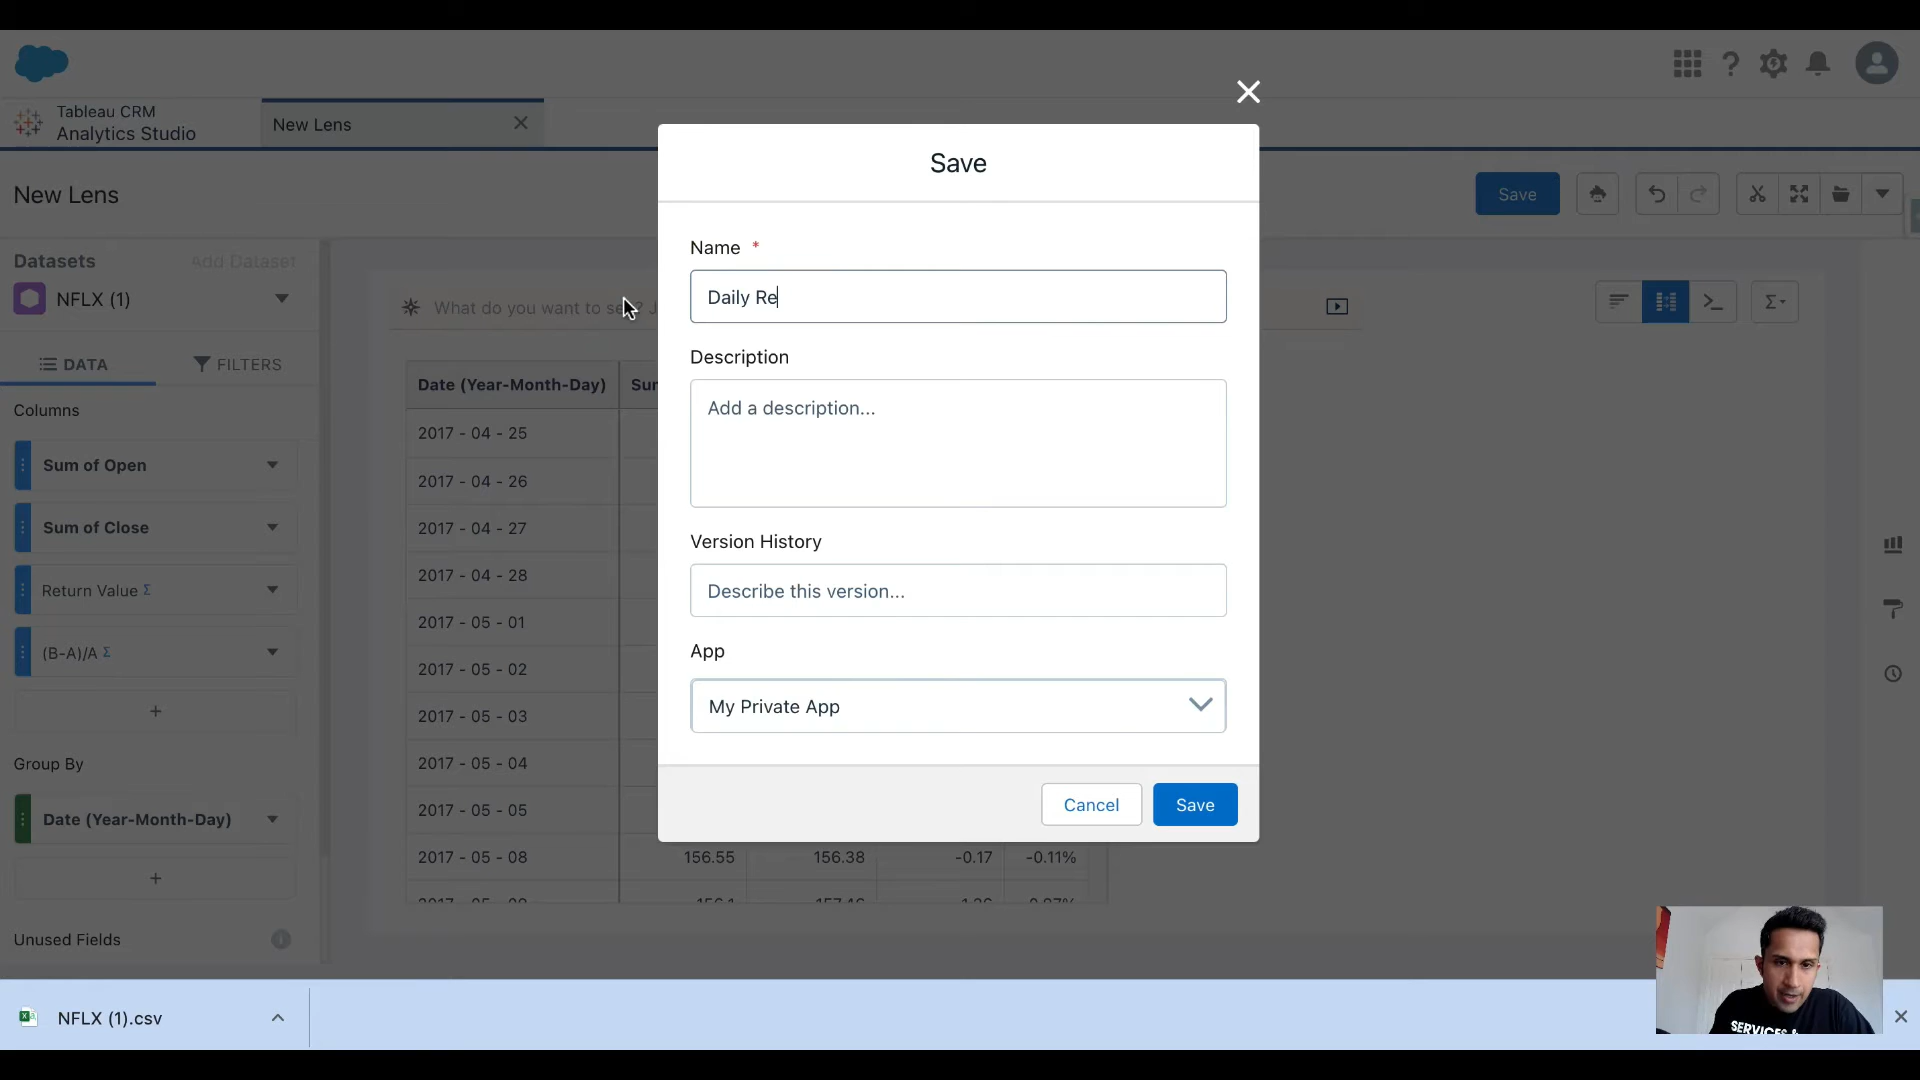 Tableau CRM
Analytics Studio
New Lens
New Lens
Save
Datasets
Add Dataset
NFLX (1)
DATA
FILTERS
Columns
Sum of Open
Sum of Close
Return Value Σ
(B-A)/A Σ
+
Group By
Date (Year-Month-Day)
+
Unused Fields
What do you want to se
? J
Date (Year-Month-Day)
Sur
2017 - 04 - 25
2017 - 04 - 26
2017 - 04 - 27
2017 - 04 - 28
2017 - 05 - 01
2017 - 05 - 02
2017 - 05 - 03
2017 - 05 - 04
2017 - 05 - 05
2017 - 05 - 08 156.55 156.38 -0.17 -0.11%
Save
Name *
Daily Re
Description
Add a description...
Version History
Describe this version...
App
My Private App
Cancel
Save
NFLX (1).csv
SERVICES &